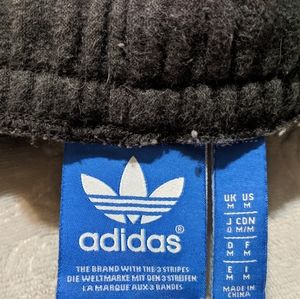 adidas®
THE BRAND WITH THE 3 STRIPES
DIE WELTMARKE MIT DEN 3 STREIFEN
LA MARQUE AUX 3 BANDES
UK US
M M
J CDN
O M/M
D F
M M
E I
M M
MADE IN
CHINA